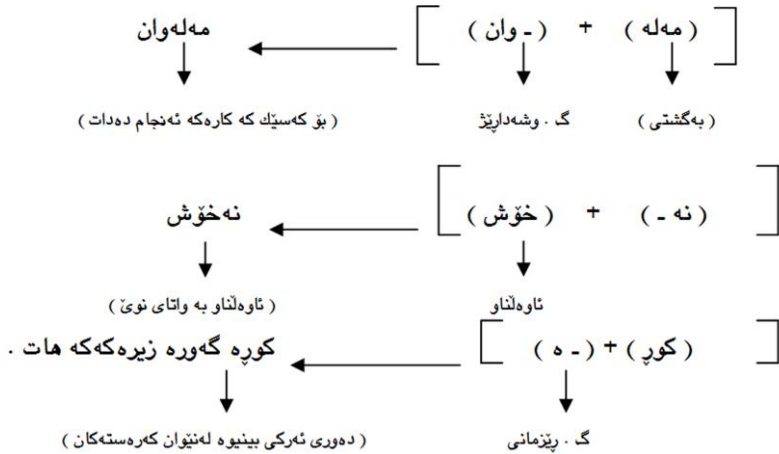 ( مەلە ) + ( - وان ) مەلەوان
( بەگشتی ) گ . وشەداڕێژ ( بۆ کەسێك کە کارەکە ئەنجام دەدات )
( نە - ) + ( خۆش ) نەخۆش
ئاوەڵناو ( ئاوەڵناو بە واتای نوێ )
( کوڕ ) + ( - ە ) کوڕە گەورە زیرەکەکە هات .
گ . ڕێزمانی ( دەوری ئەرکی بینیوە لەنێوان کەرەستەکان )